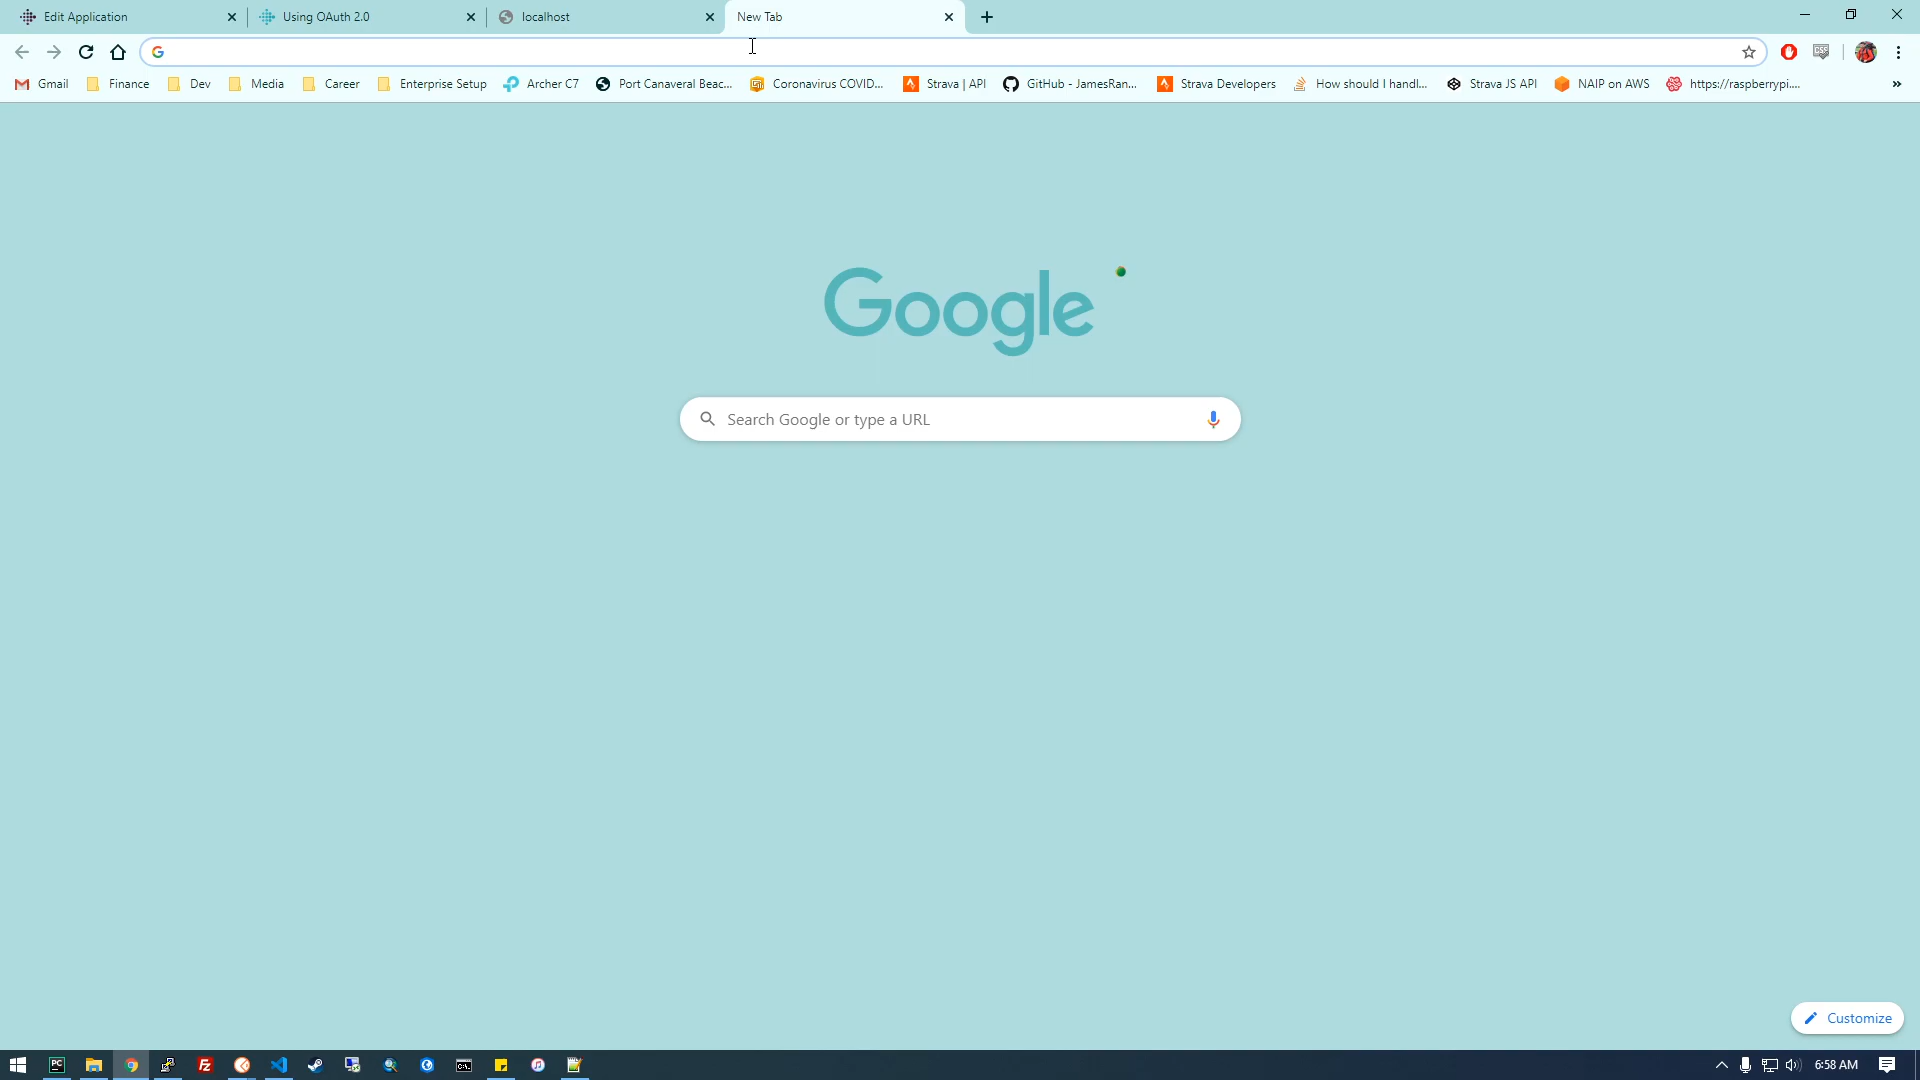 Edit Application
Using OAuth 2.0
localhost
New Tab
Gmail
Finance
Dev
Media
Career
Enterprise Setup
Archer C7
Port Canaveral Beac...
Coronavirus COVID...
Strava | API
GitHub - JamesRan...
Strava Developers
How should I handl...
Strava JS API
NAIP on AWS
https://raspberrypi....
Google
Search Google or type a URL
Customize
6:58 AM